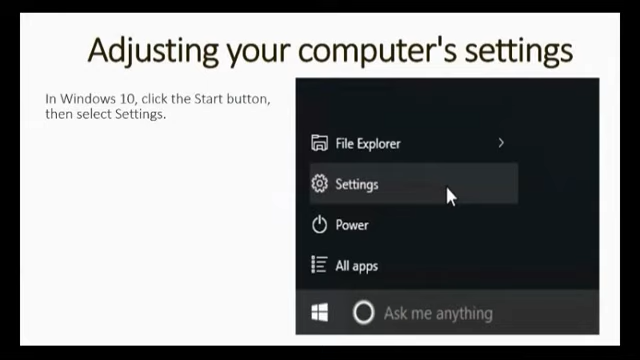 Adjusting your computer's settings
In Windows 10, click the Start button,
then select Settings.
File Explorer
Settings
Power
All apps
Ask me anything